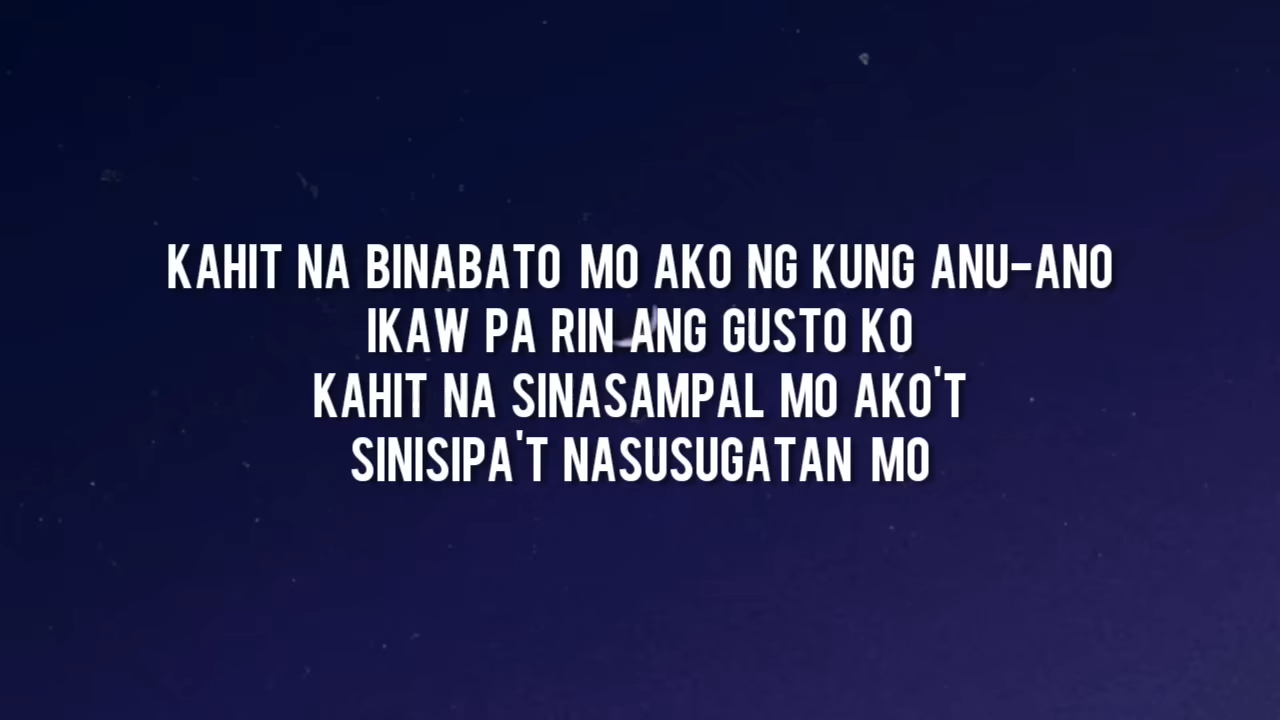 KAHIT NA BINABATO MO AKO NG KUNG ANU-ANO
IKAW PA RIN ANG GUSTO KO
KAHIT NA SINASAMPAL MO AKO'T
SINISIPA'T NASUSUGATAN MO